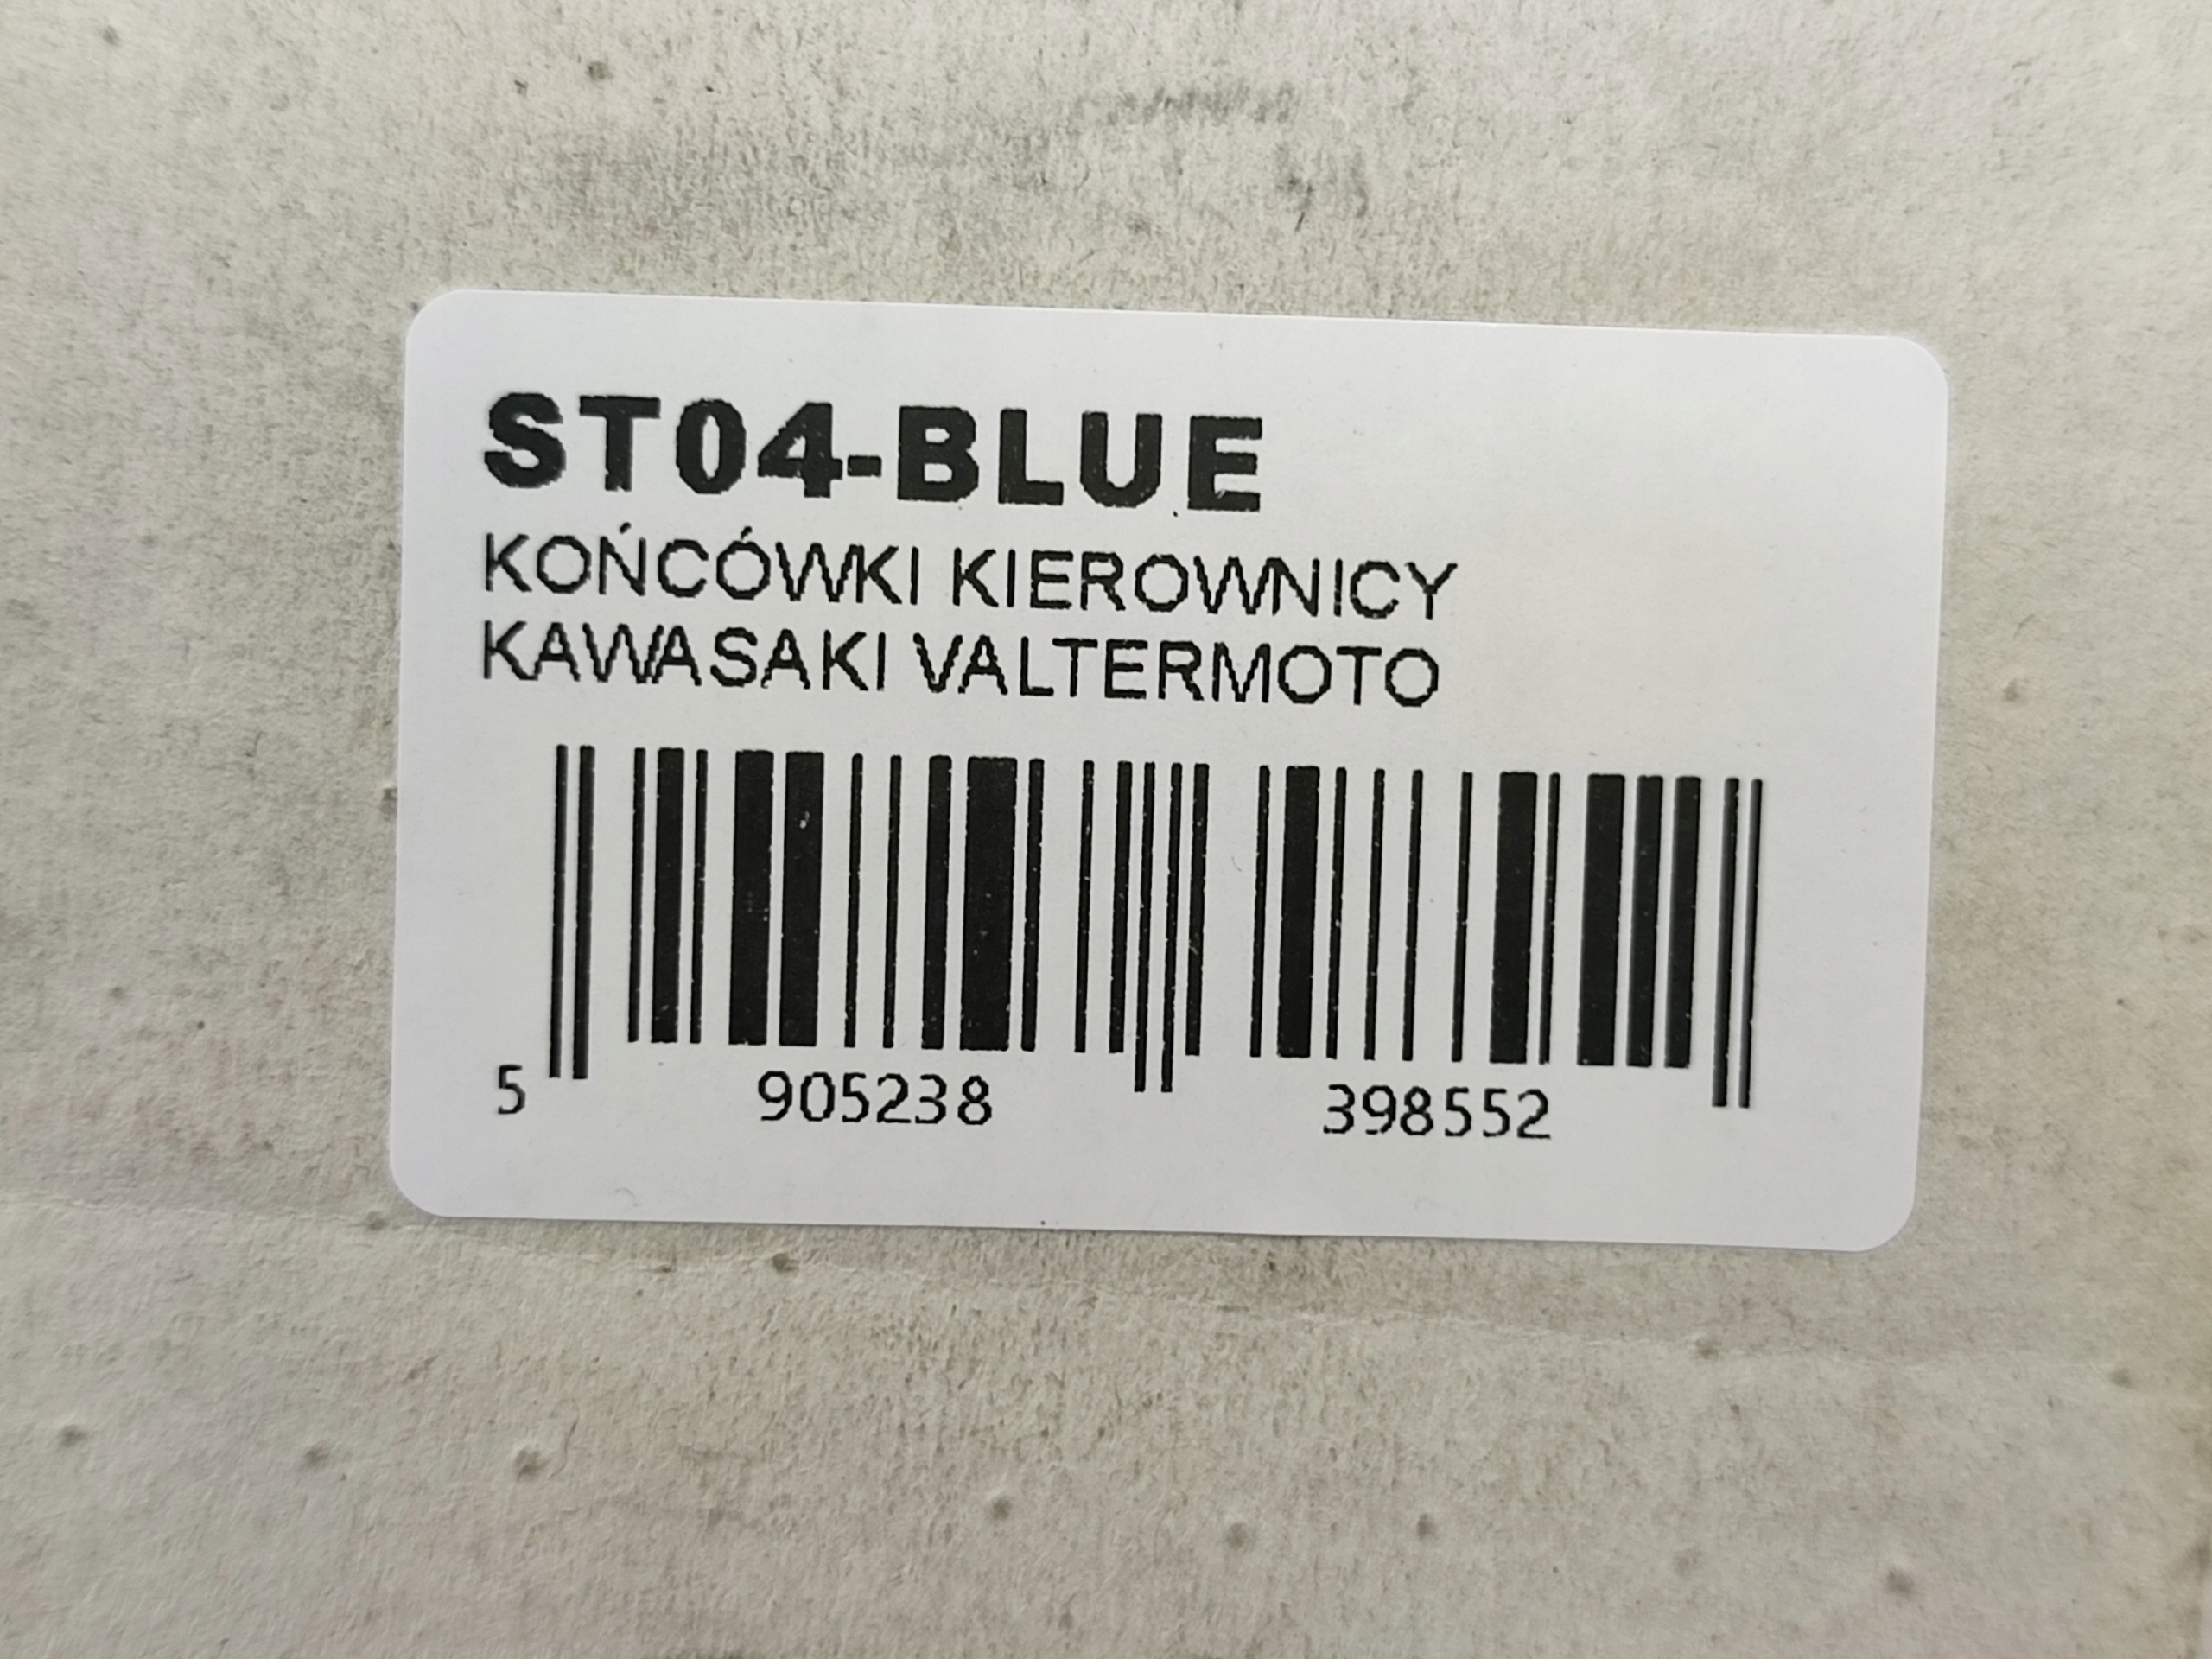 ST04-BLUE
KOŃCÓWKI KIEROWNICY
KAWASAKI VALTERMOTO
5 905238 398552